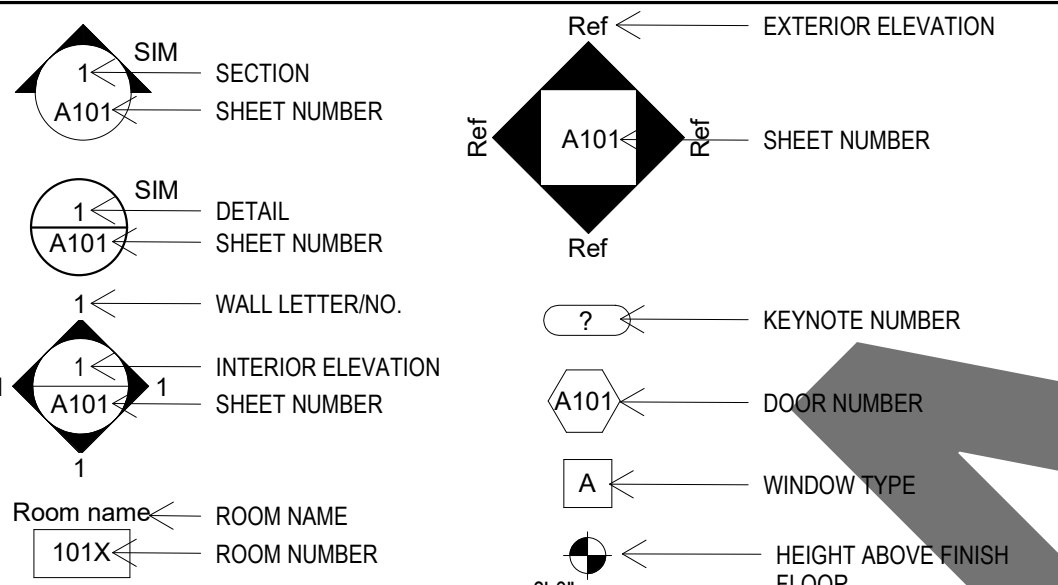 SIM
1
SECTION
A101
SHEET NUMBER
SIM
1
DETAIL
A101
SHEET NUMBER
1
WALL LETTER/NO.
1
INTERIOR ELEVATION
1
A101
SHEET NUMBER
1
Room name
ROOM NAME
101X
ROOM NUMBER
Ref
EXTERIOR ELEVATION
Ref
A101
Ref
SHEET NUMBER
Ref
?
KEYNOTE NUMBER
A101
DOOR NUMBER
A
WINDOW TYPE
HEIGHT ABOVE FINISH
FLOOR